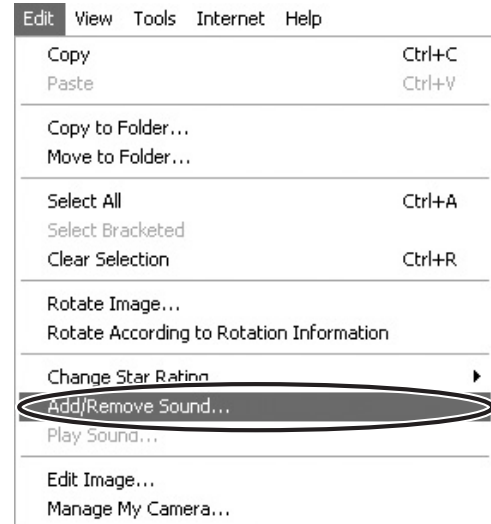 Edit View Tools Internet Help
Copy Ctrl+C
Paste Ctrl+V
Copy to Folder...
Move to Folder...
Select All Ctrl+A
Select Bracketed
Clear Selection Ctrl+R
Rotate Image...
Rotate According to Rotation Information
Change Star Rating
Add/Remove Sound...
Play Sound...
Edit Image...
Manage My Camera...